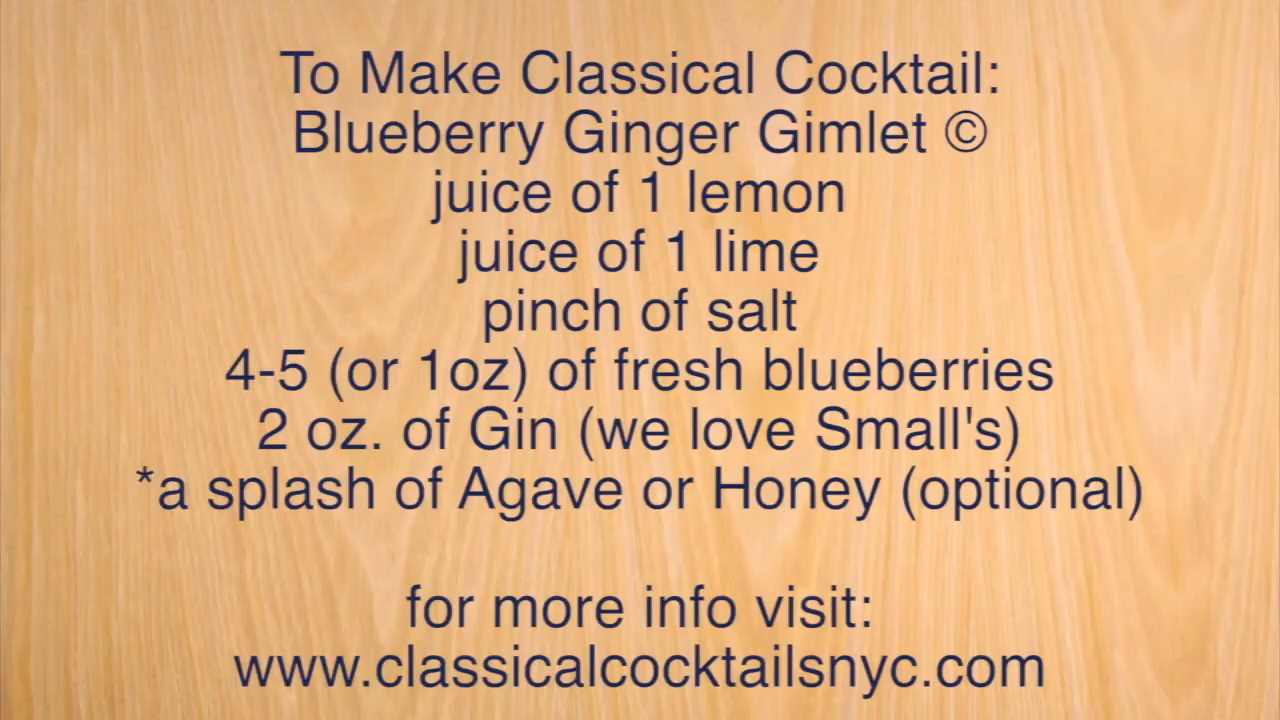 To Make Classical Cocktail:
Blueberry Ginger Gimlet ©
juice of 1 lemon
juice of 1 lime
pinch of salt
4-5 (or 1oz) of fresh blueberries
2 oz. of Gin (we love Small's)
*a splash of Agave or Honey (optional)
for more info visit:
www.classicalcocktailsnyc.com